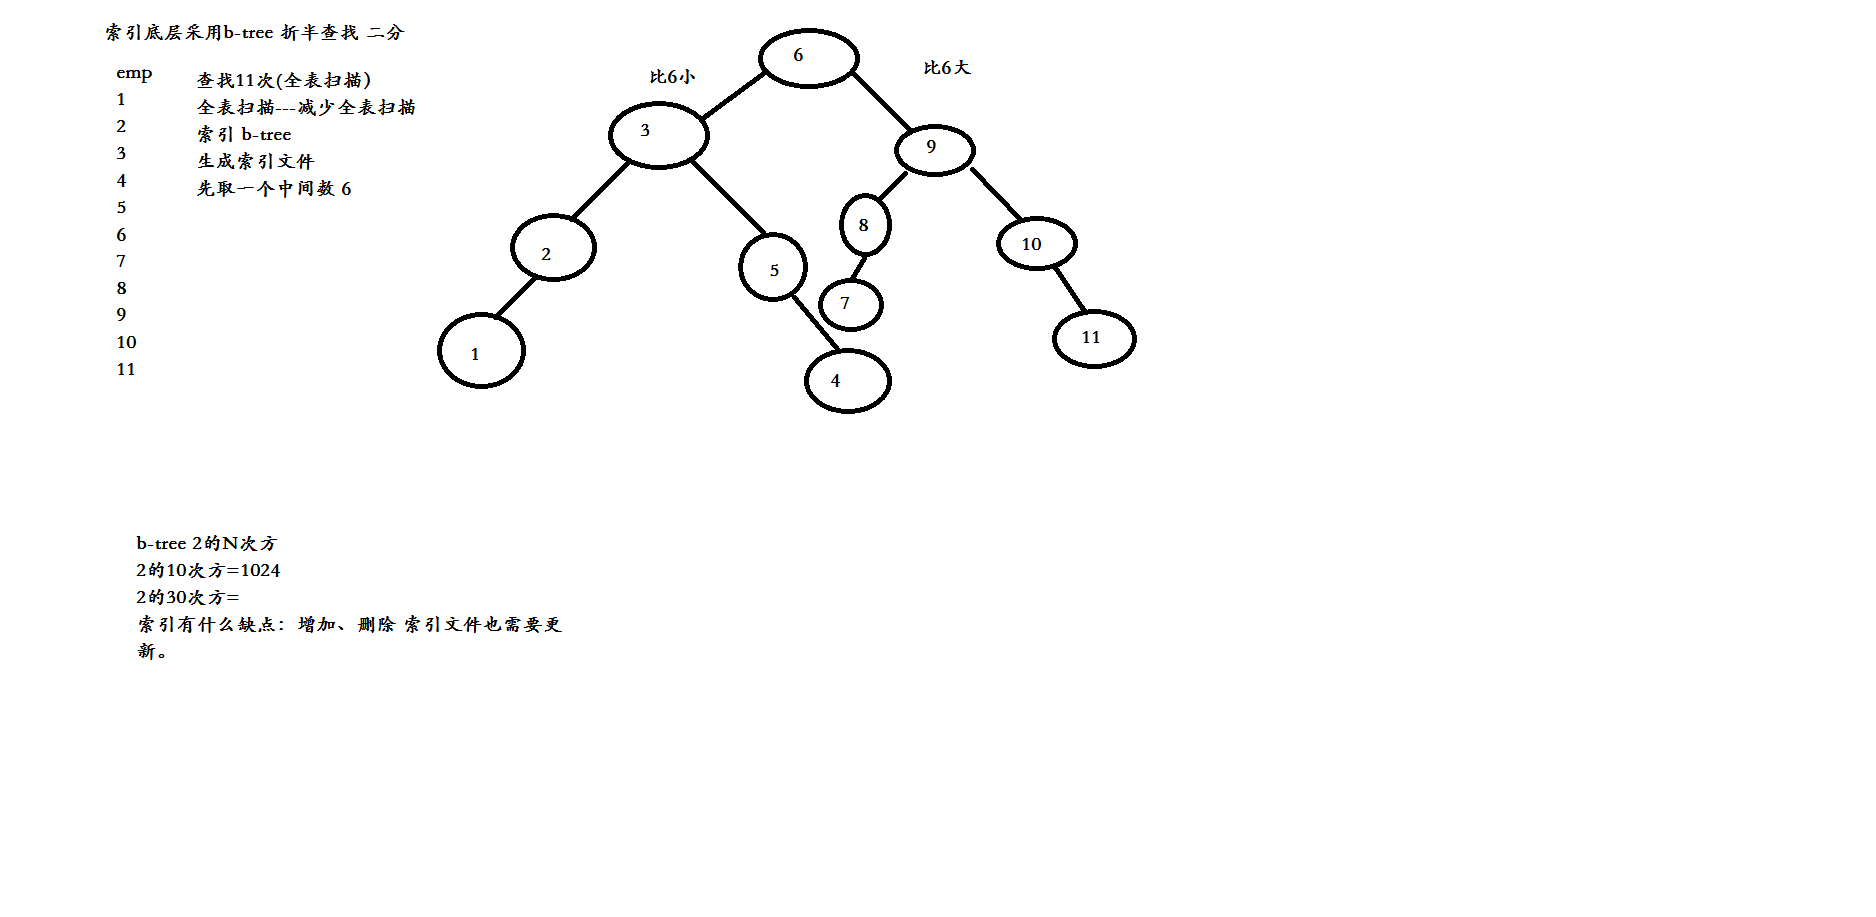 索引底层采用b-tree 折半查找 二分
emp
1
2
3
4
5
6
7
8
9
10
11
查找11次(全表扫描)
全表扫描---减少全表扫描
索引 b-tree
生成索引文件
先取一个中间数 6
比6小
比6大
6
3
9
2
5
8
10
7
1
4
11
b-tree 2的N次方
2的10次方=1024
2的30次方=
索引有什么缺点：增加、删除 索引文件也需要更
新。